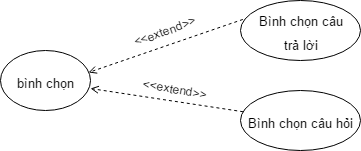 Bình chọn câu
trả lời
<<extend>>
bình chọn
<<extend>>
Bình chọn câu hỏi